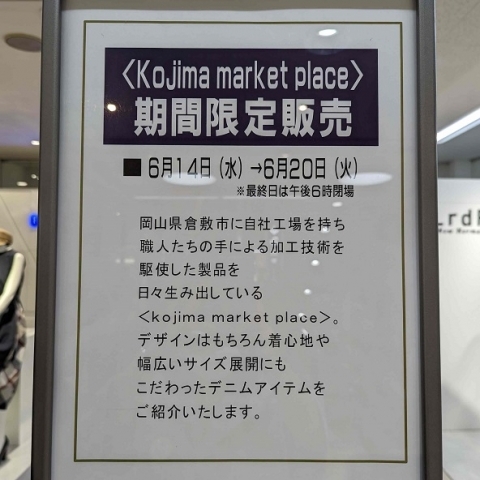 〈Kojima market place〉
期間限定販売
■ 6月14日（水）→6月20日（火）
※最終日は午後6時閉場
岡山県倉敷市に自社工場を持ち
職人たちの手による加工技術を
駆使した製品を
日々生み出している
〈kojima market place〉。
デザインはもちろん着心地や
幅広いサイズ展開にも
こだわったデニムアイテムを
ご紹介いたします。